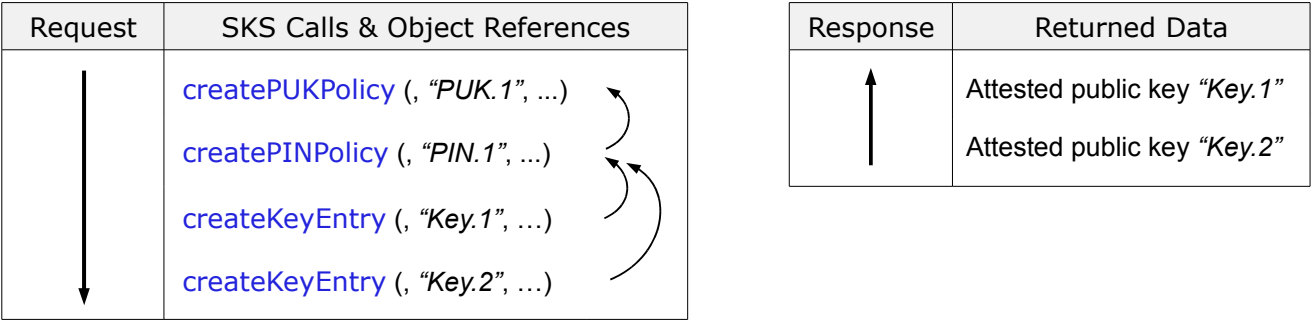 Request SKS Calls & Object References
createPUKPolicy (, “PUK.1”, ...)
createPINPolicy (, “PIN.1”, ...)
createKeyEntry (, “Key.1”, …)
createKeyEntry (, “Key.2”, …)
Response Returned Data
Attested public key “Key.1”
Attested public key “Key.2”